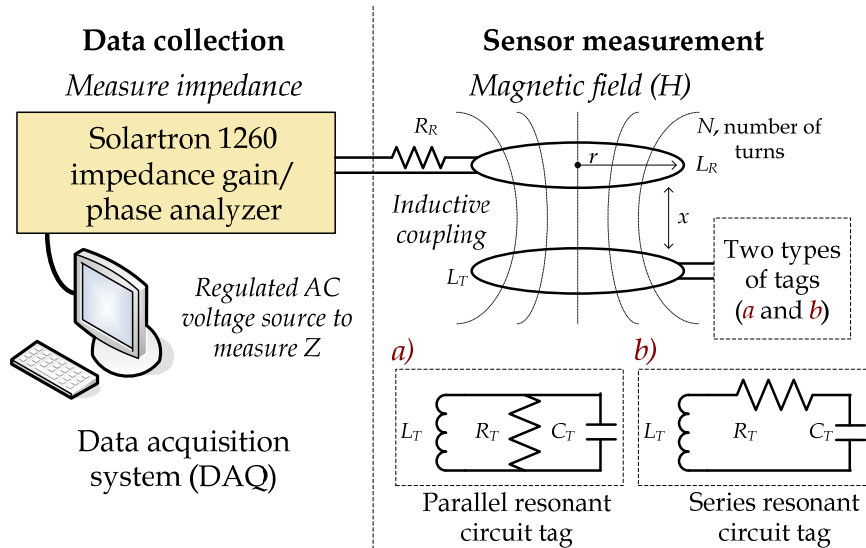 Data collection
Measure impedance
Solartron 1260
impedance gain/
phase analyzer
Regulated AC
voltage source to
measure Z
Data acquisition
system (DAQ)
Sensor measurement
Magnetic field (H)
R_R
N, number of
turns
r
L_R
Inductive
coupling
x
L_T
Two types
of tags
(a and b)
a)
L_T R_T C_T
Parallel resonant
circuit tag
b)
L_T R_T C_T
Series resonant
circuit tag